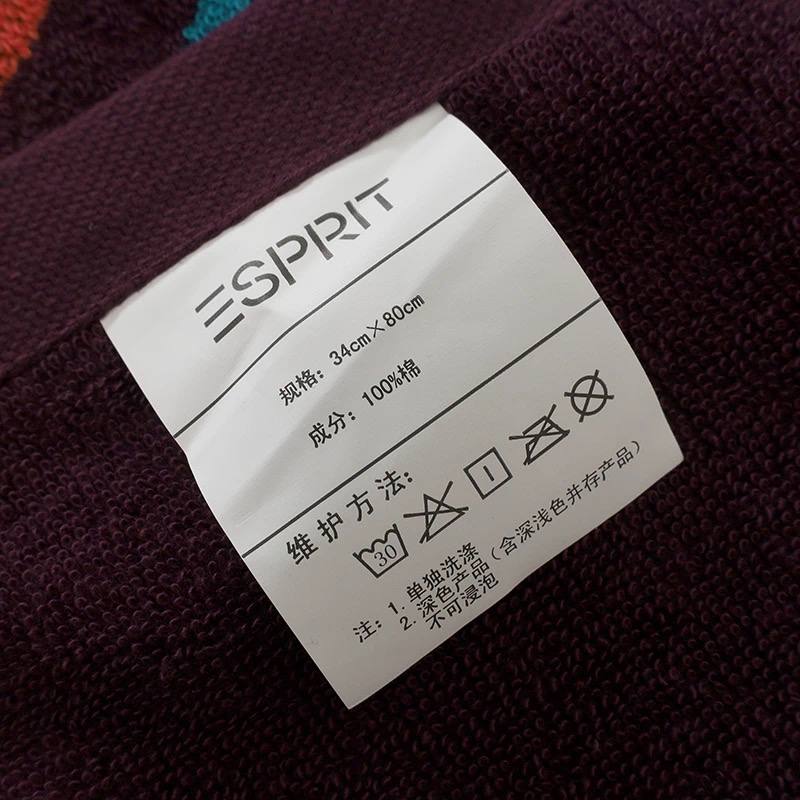 ESPRIT
规格：34cm×80cm
成分：100%棉
维护方法：
30
注：1. 单独洗涤
2. 深色产品（含深浅色并存产品）
不可浸泡